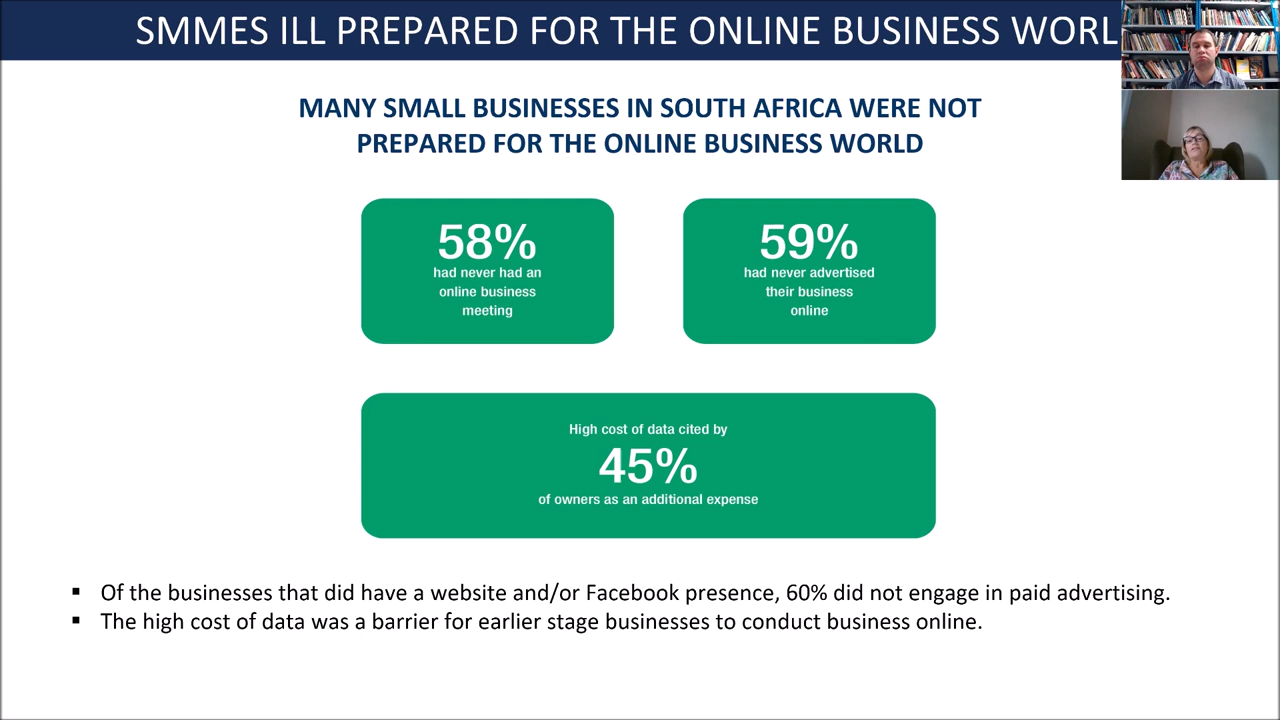 SMMES ILL PREPARED FOR THE ONLINE BUSINESS WORL
MANY SMALL BUSINESSES IN SOUTH AFRICA WERE NOT
PREPARED FOR THE ONLINE BUSINESS WORLD
58%
had never had an
online business
meeting
59%
had never advertised
their business
online
High cost of data cited by
45%
of owners as an additional expense
▪ Of the businesses that did have a website and/or Facebook presence, 60% did not engage in paid advertising.
▪ The high cost of data was a barrier for earlier stage businesses to conduct business online.